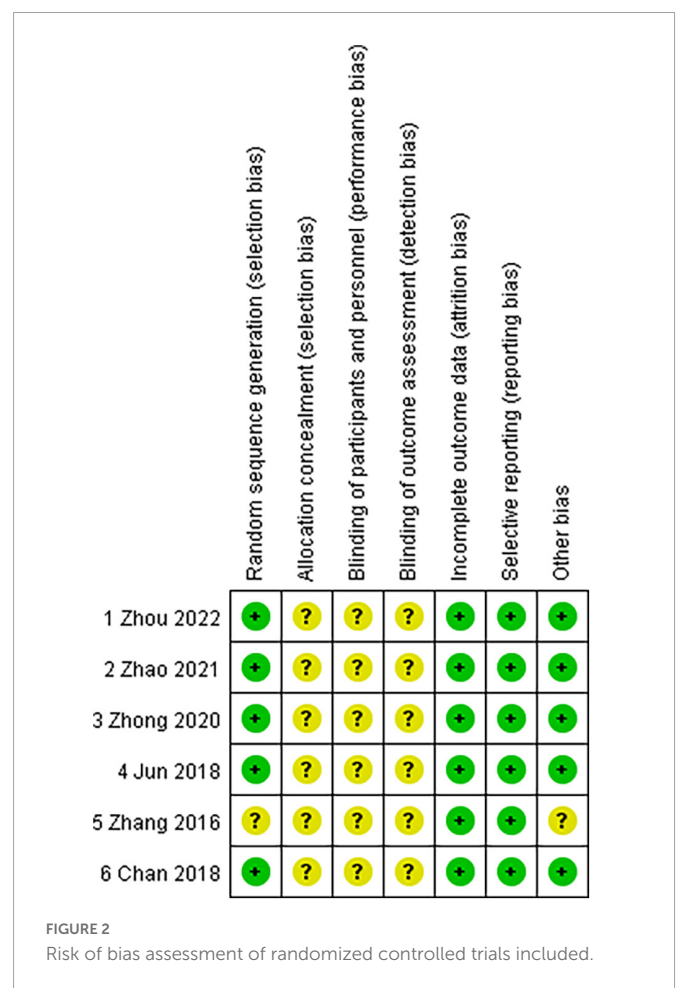 Random sequence generation (selection bias)
Allocation concealment (selection bias)
Blinding of participants and personnel (performance bias)
Blinding of outcome assessment (detection bias)
Incomplete outcome data (attrition bias)
Selective reporting (reporting bias)
Other bias
1 Zhou 2022 + ? ? ? + + +
2 Zhao 2021 + ? ? ? + + +
3 Zhong 2020 + ? ? ? + + +
4 Jun 2018 + ? ? ? + + +
5 Zhang 2016 ? ? ? ? + + ?
6 Chan 2018 + ? ? ? + + +
FIGURE 2
Risk of bias assessment of randomized controlled trials included.